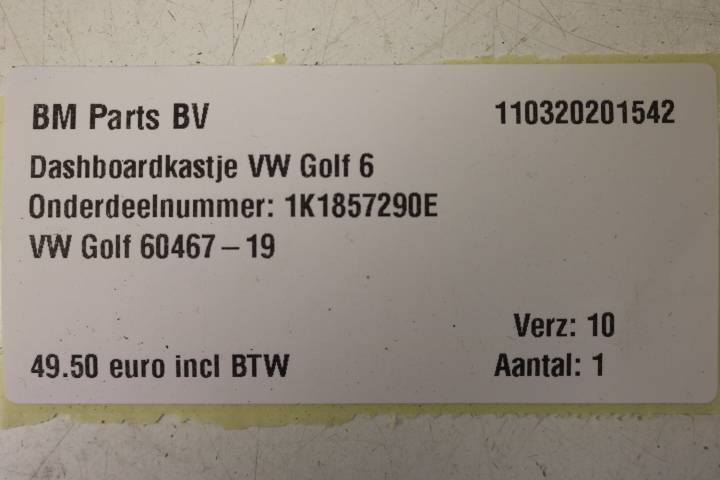 BM Parts BV 110320201542
Dashboardkastje VW Golf 6
Onderdeelnummer: 1K1857290E
VW Golf 60467-19
Verz: 10
49.50 euro incl BTW Aantal: 1